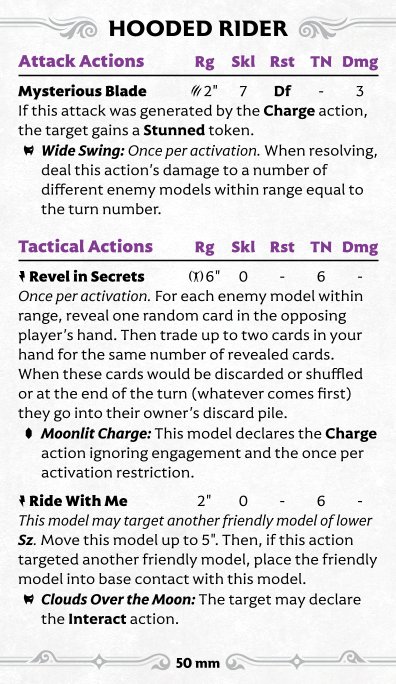 HOODED RIDER
Attack Actions Rg Skl Rst TN Dmg
Mysterious Blade 2" 7 Df - 3
If this attack was generated by the Charge action,
the target gains a Stunned token.
Wide Swing: Once per activation. When resolving,
deal this action's damage to a number of
different enemy models within range equal to
the turn number.
Tactical Actions Rg Skl Rst TN Dmg
Revel in Secrets 6" 0 - 6 -
Once per activation. For each enemy model within
range, reveal one random card in the opposing
player's hand. Then trade up to two cards in your
hand for the same number of revealed cards.
When these cards would be discarded or shuffled
or at the end of the turn (whatever comes first)
they go into their owner's discard pile.
Moonlit Charge: This model declares the Charge
action ignoring engagement and the once per
activation restriction.
Ride With Me 2" 0 - 6 -
This model may target another friendly model of lower
Sz. Move this model up to 5". Then, if this action
targeted another friendly model, place the friendly
model into base contact with this model.
Clouds Over the Moon: The target may declare
the Interact action.
50 mm